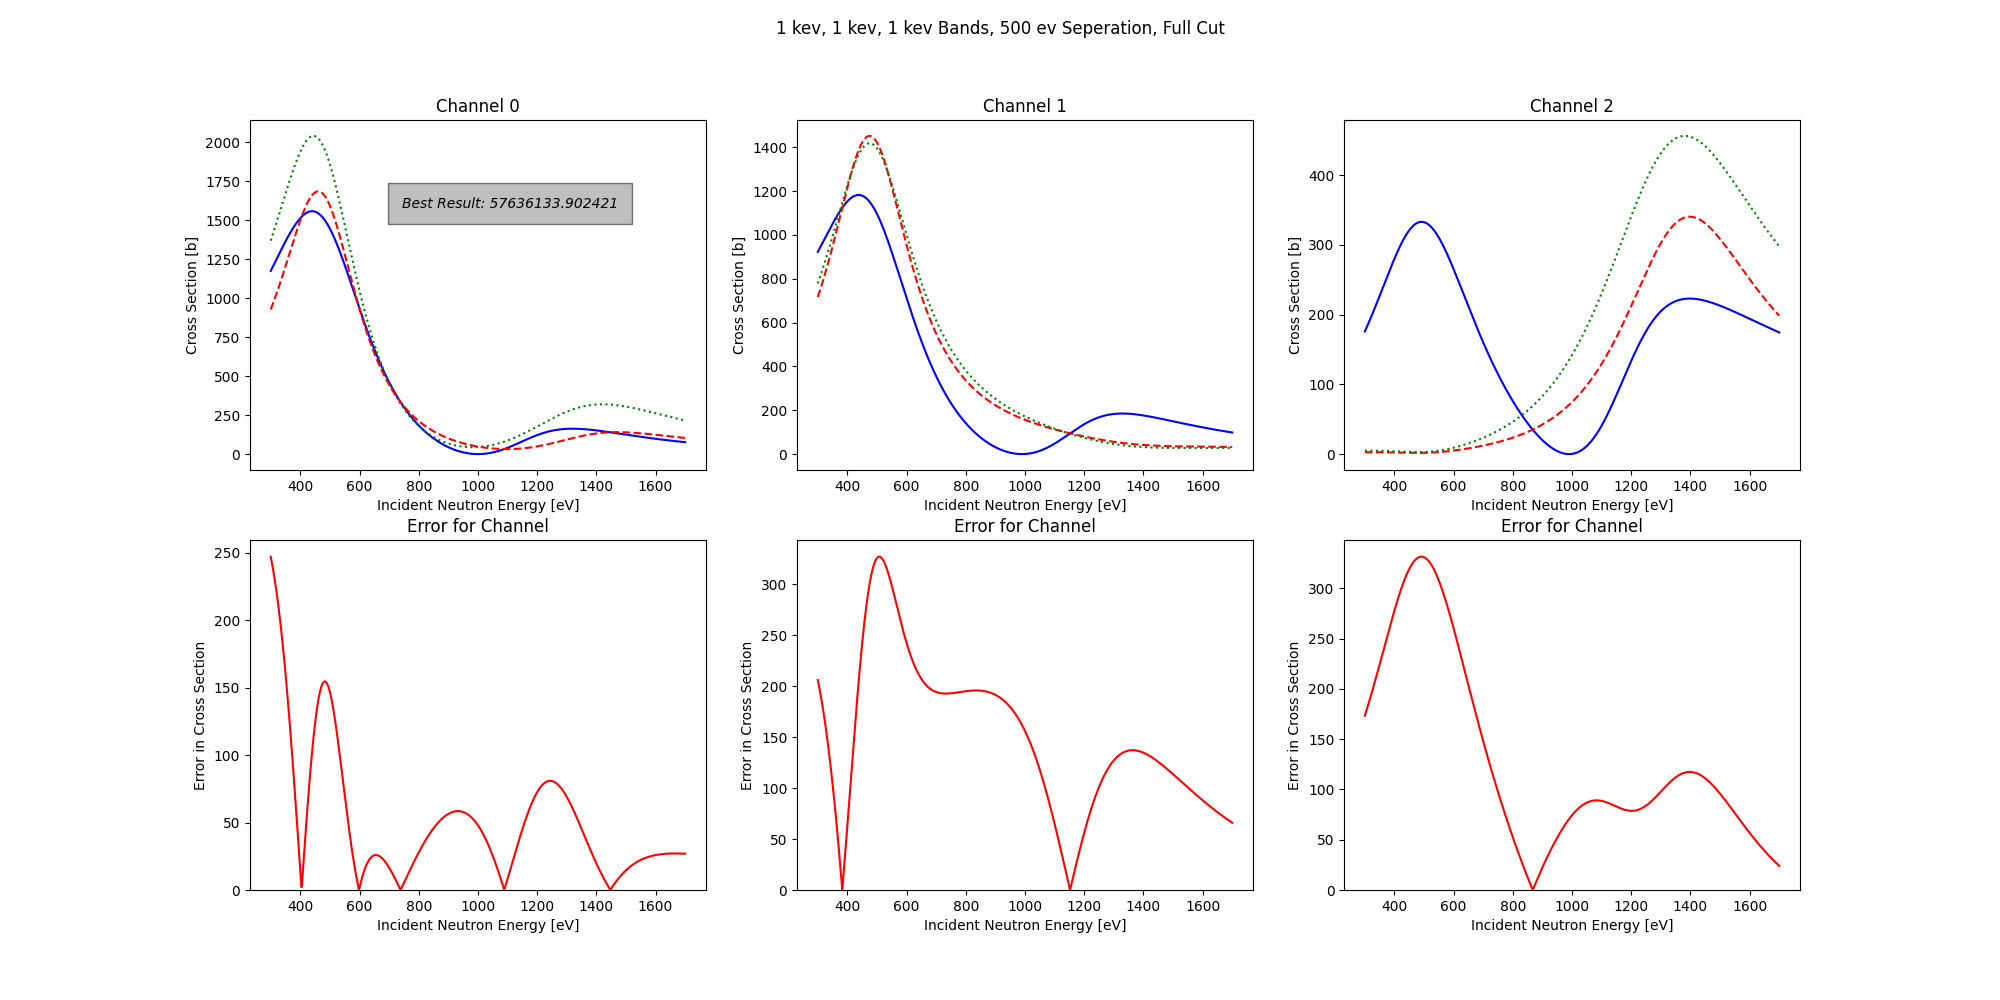 1 kev, 1 kev, 1 kev Bands, 500 ev Seperation, Full Cut
Channel 0
Cross Section [b]
2000
1750
1500
1250
1000
750
500
250
0
Best Result: 57636133.902421
400 600 800 1000 1200 1400 1600
Incident Neutron Energy [eV]
Channel 1
Cross Section [b]
1400
1200
1000
800
600
400
200
0
400 600 800 1000 1200 1400 1600
Incident Neutron Energy [eV]
Channel 2
Cross Section [b]
400
300
200
100
0
400 600 800 1000 1200 1400 1600
Incident Neutron Energy [eV]
Error for Channel
Error in Cross Section
250
200
150
100
50
0
400 600 800 1000 1200 1400 1600
Incident Neutron Energy [eV]
Error for Channel
Error in Cross Section
300
250
200
150
100
50
0
400 600 800 1000 1200 1400 1600
Incident Neutron Energy [eV]
Error for Channel
Error in Cross Section
300
250
200
150
100
50
0
400 600 800 1000 1200 1400 1600
Incident Neutron Energy [eV]